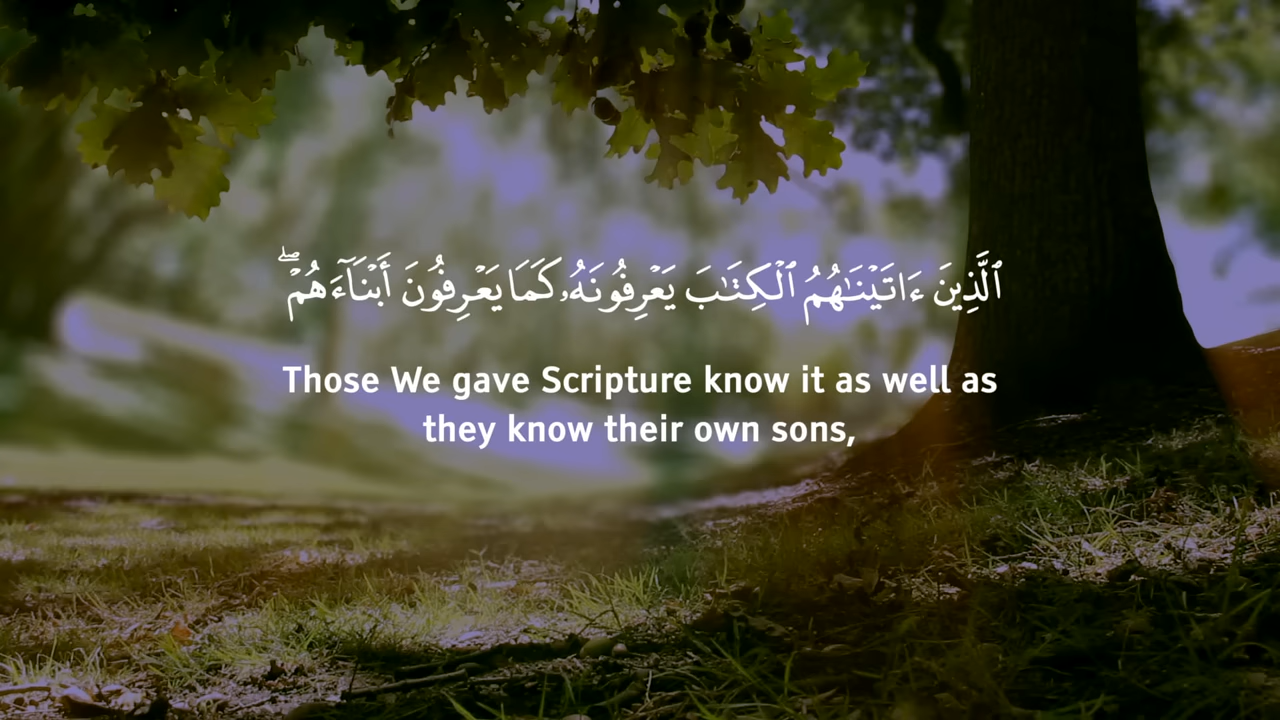 ٱلَّذِينَ ءَاتَيۡنَـٰهُمُ ٱلۡكِتَـٰبَ يَعۡرِفُونَهُۥ كَمَا يَعۡرِفُونَ أَبۡنَآءَهُمۡۖ
Those We gave Scripture know it as well as
they know their own sons,